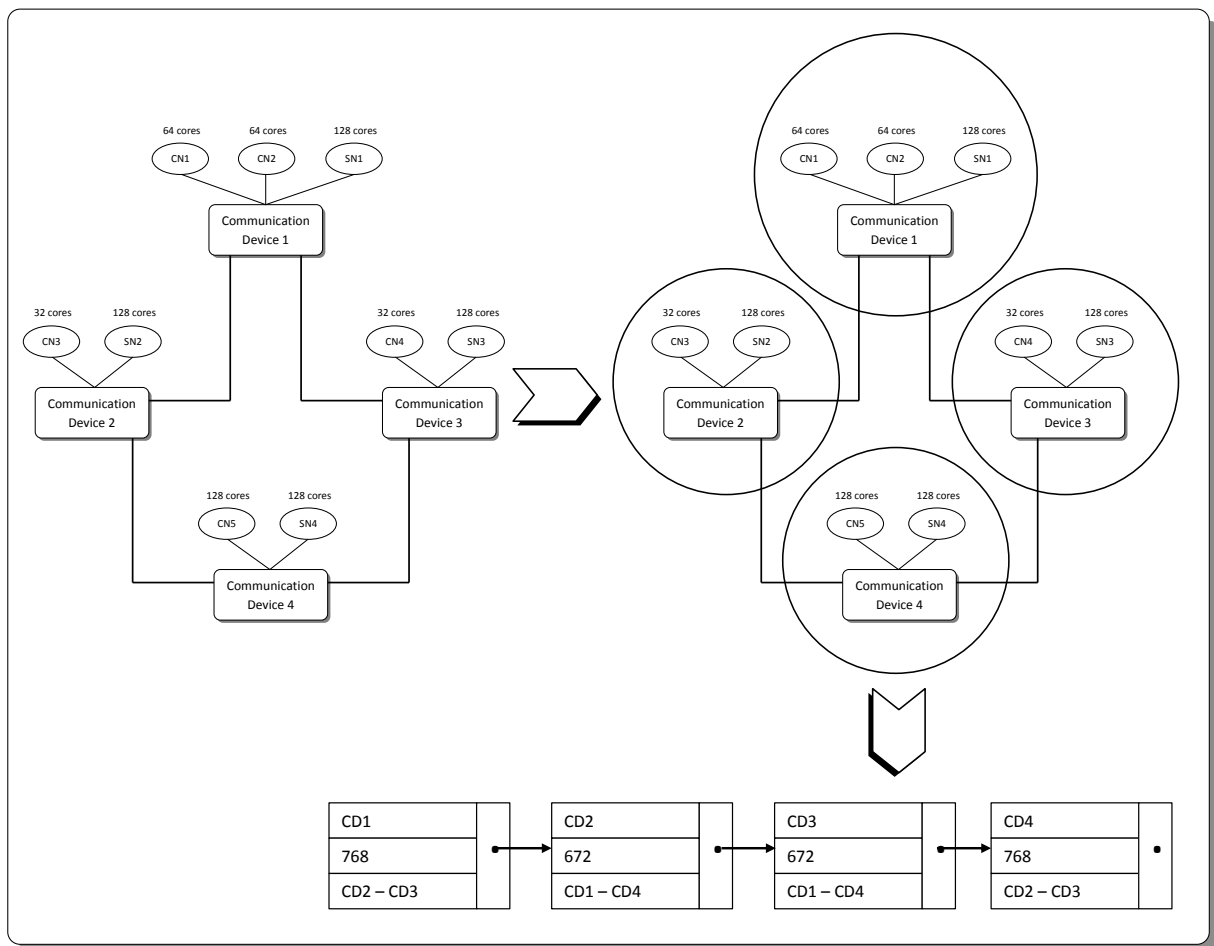 64 cores 64 cores 128 cores
CN1 CN2 SN1
Communication
Device 1
32 cores 128 cores
CN3 SN2
Communication
Device 2
32 cores 128 cores
CN4 SN3
Communication
Device 3
128 cores 128 cores
CN5 SN4
Communication
Device 4
64 cores 64 cores 128 cores
CN1 CN2 SN1
Communication
Device 1
32 cores 128 cores
CN3 SN2
Communication
Device 2
32 cores 128 cores
CN4 SN3
Communication
Device 3
128 cores 128 cores
CN5 SN4
Communication
Device 4
CD1
768
CD2 – CD3
CD2
672
CD1 – CD4
CD3
672
CD1 – CD4
CD4
768
CD2 – CD3